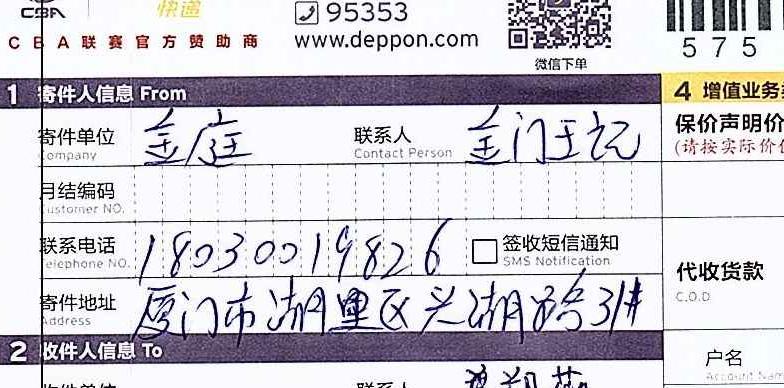 CBA 快递 95353
CBA联赛官方赞助商 www.deppon.com
微信下单
575
1 寄件人信息 From
4 增值业务
寄件单位 金庭 联系人 金门王记
Company Contact Person
保价声明价
(请按实际价值
月结编码
Customer NO.
联系电话 18030019826 签收短信通知
Telephone NO. SMS Notification
代收货款
C.O.D
寄件地址 厦门市湖里区兴湖路31#
Address
2 收件人信息 To
户名
Account Name
联系人